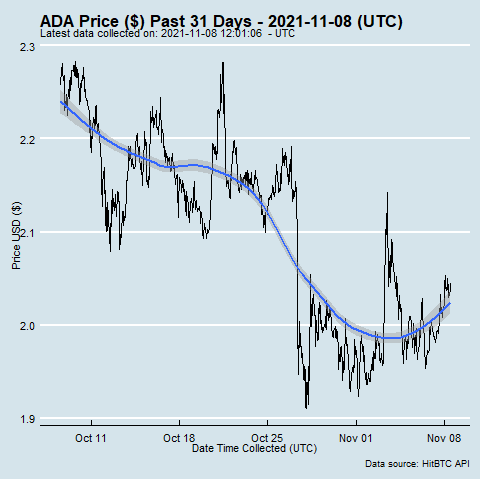 ADA Price ($) Past 31 Days - 2021-11-08 (UTC)
Latest data collected on: 2021-11-08 12:01:06 - UTC
Price USD ($)
2.3
2.2
2.1
2.0
1.9
Oct 11 Oct 18 Oct 25 Nov 01 Nov 08
Date Time Collected (UTC)
Data source: HitBTC API